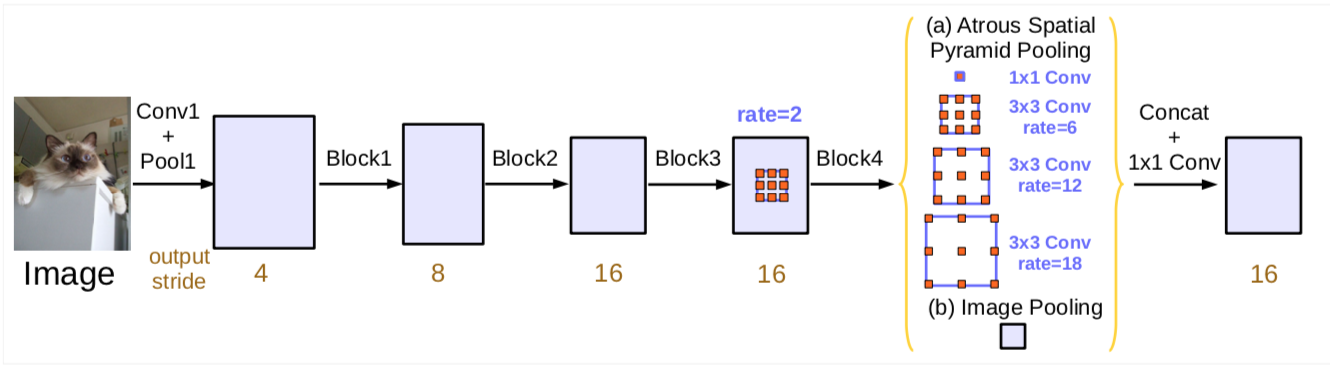 Image
Conv1
+
Pool1
output
stride
4
Block1
8
Block2
16
Block3
rate=2
16
Block4
(a) Atrous Spatial
Pyramid Pooling
1x1 Conv
3x3 Conv
rate=6
3x3 Conv
rate=12
3x3 Conv
rate=18
(b) Image Pooling
Concat
+
1x1 Conv
16